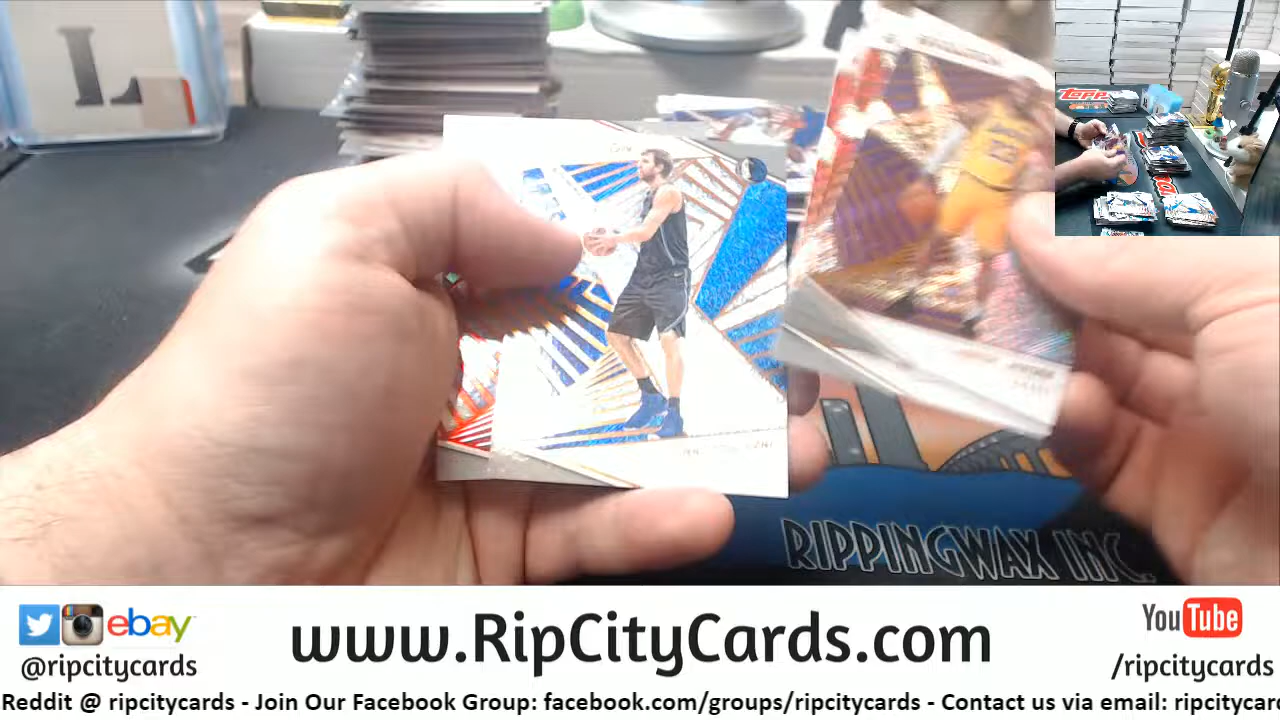 23
Topps
RIPPINGWAX INC.
ebay
@ripcitycards
www.RipCityCards.com
YouTube
/ripcitycards
Reddit @ ripcitycards - Join Our Facebook Group: facebook.com/groups/ripcitycards - Contact us via email: ripcitycar